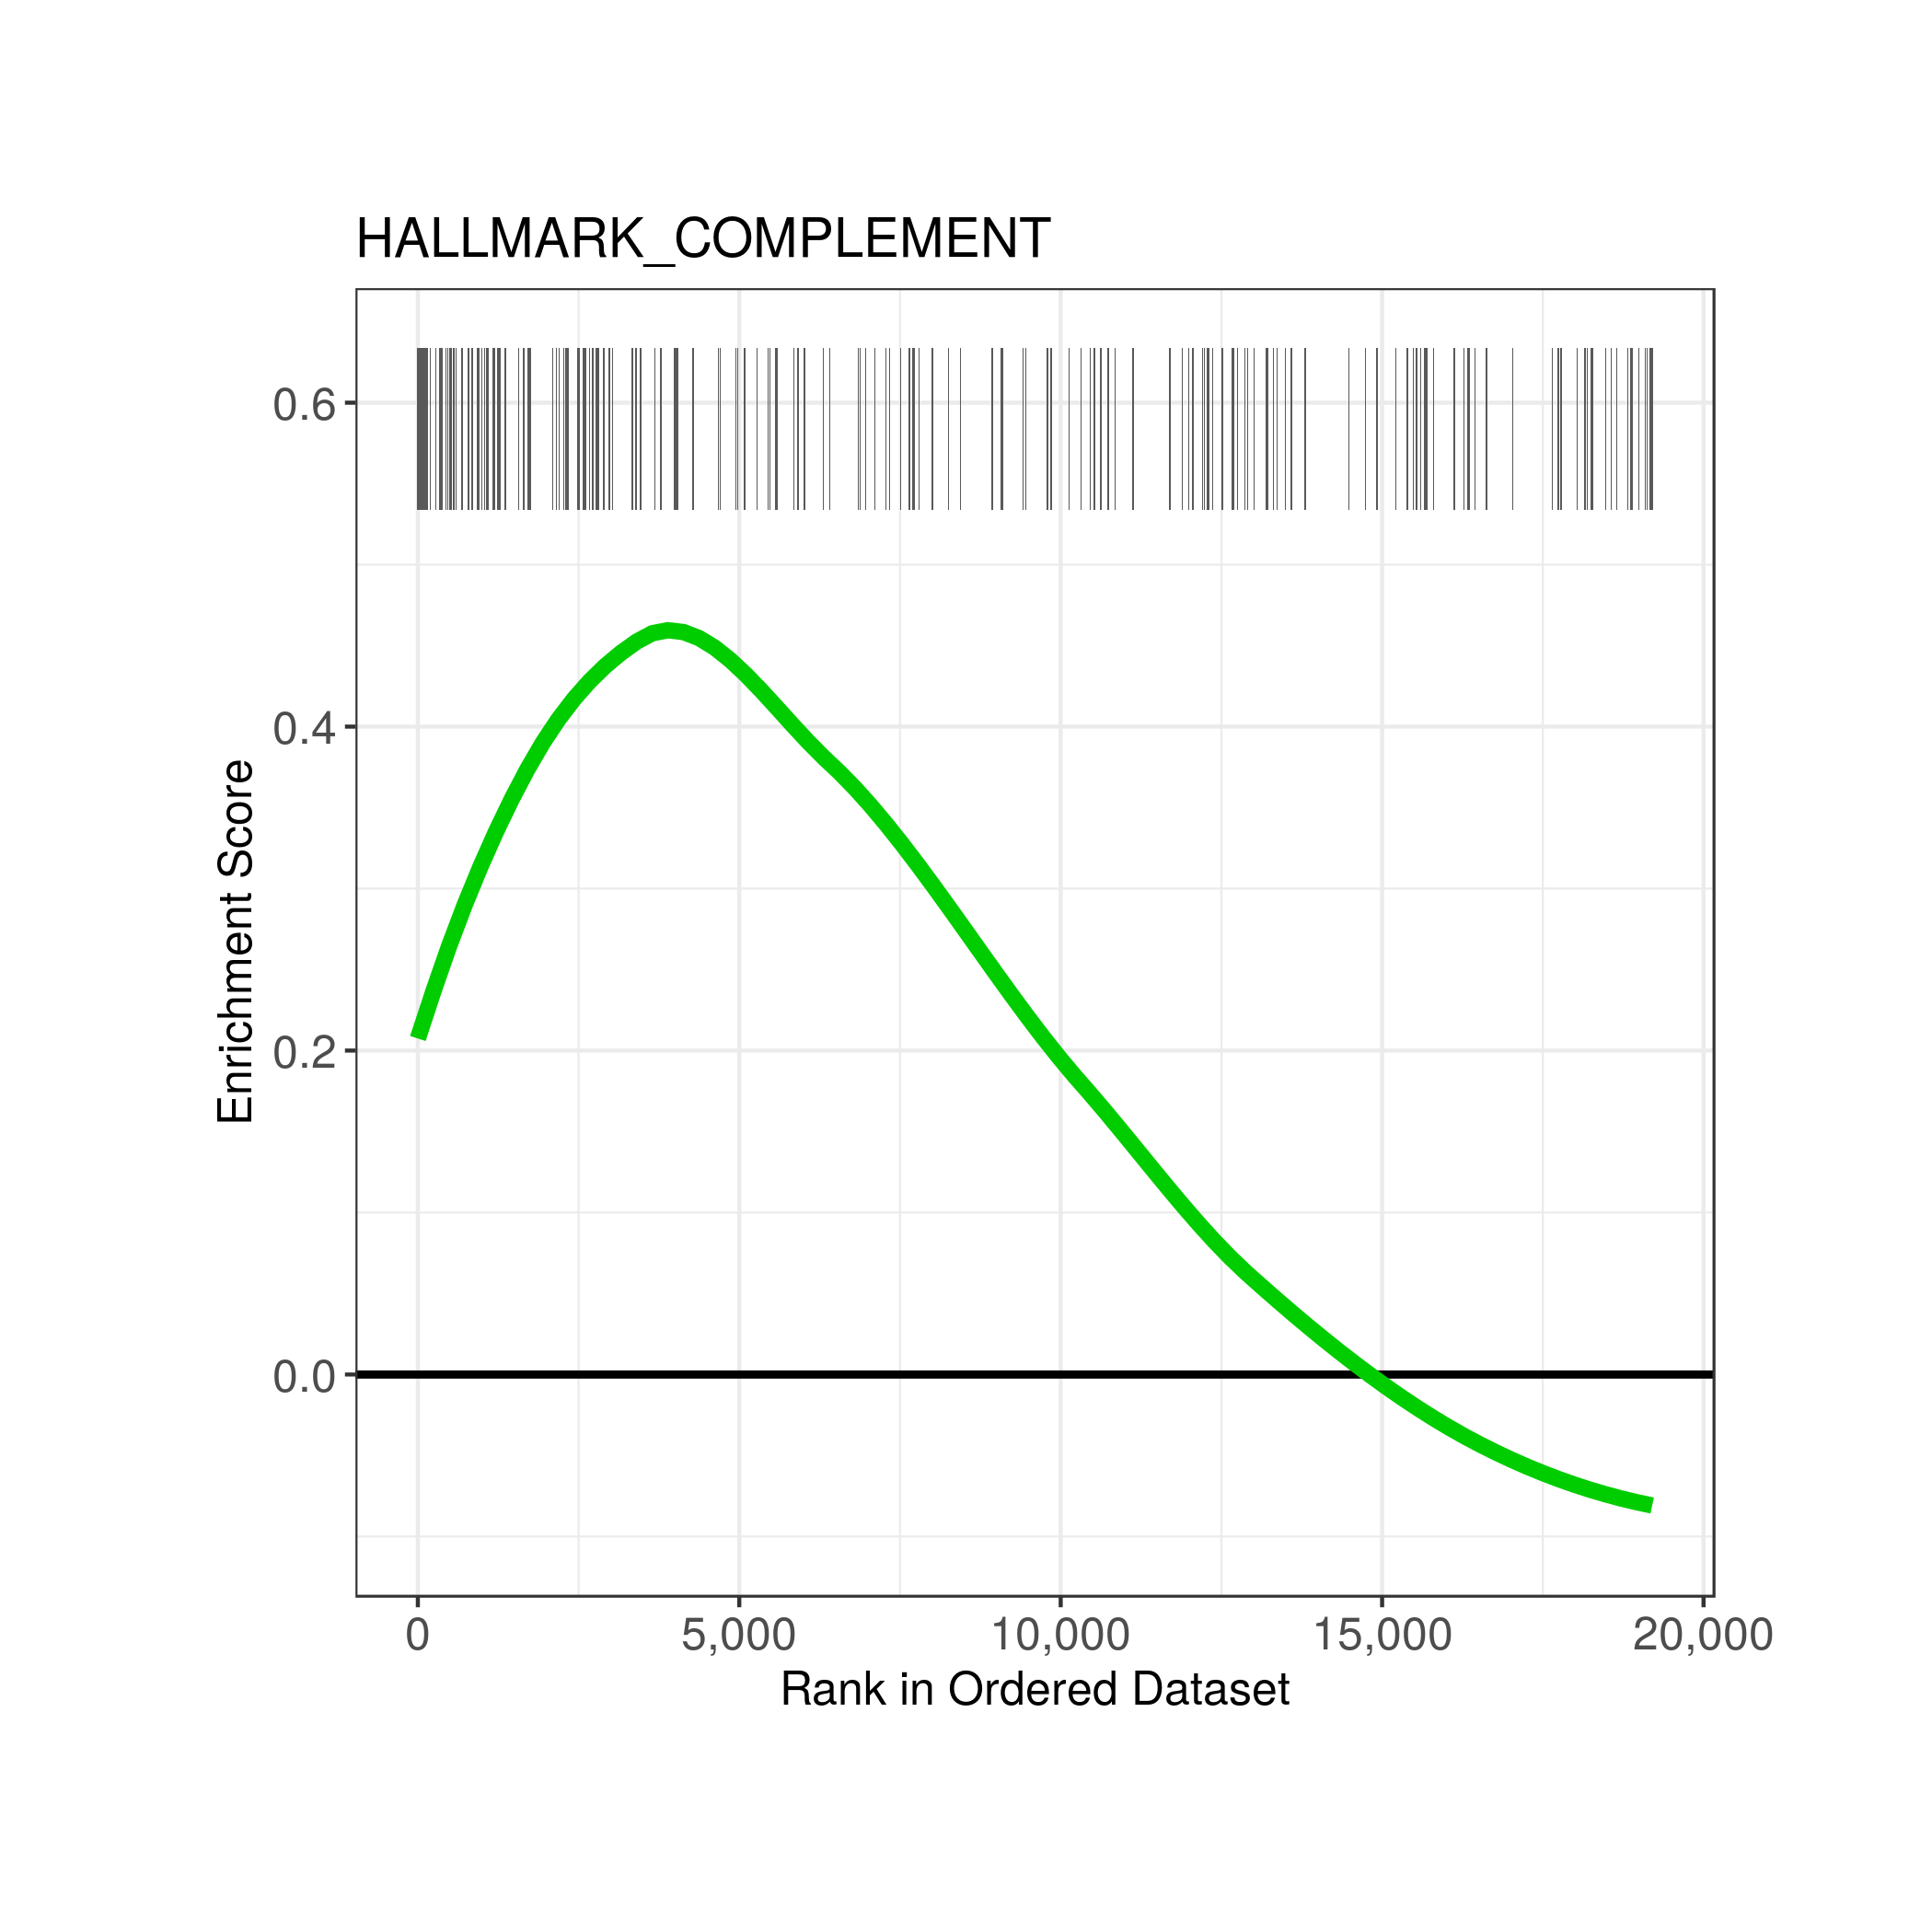 HALLMARK_COMPLEMENT
0.6
0.4
0.2
0.0
Enrichment Score
0 5,000 10,000 15,000 20,000
Rank in Ordered Dataset